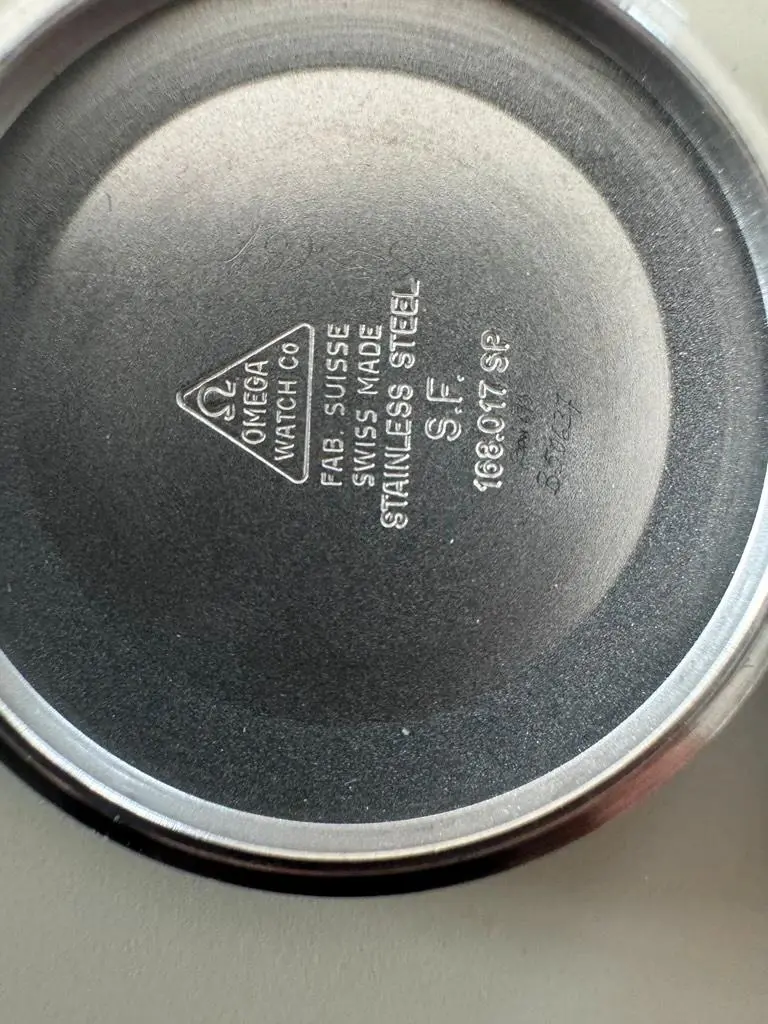 Ω
OMEGA
WATCH Co
FAB. SUISSE
SWISS MADE
STAINLESS STEEL
S.F.
168.017 SP